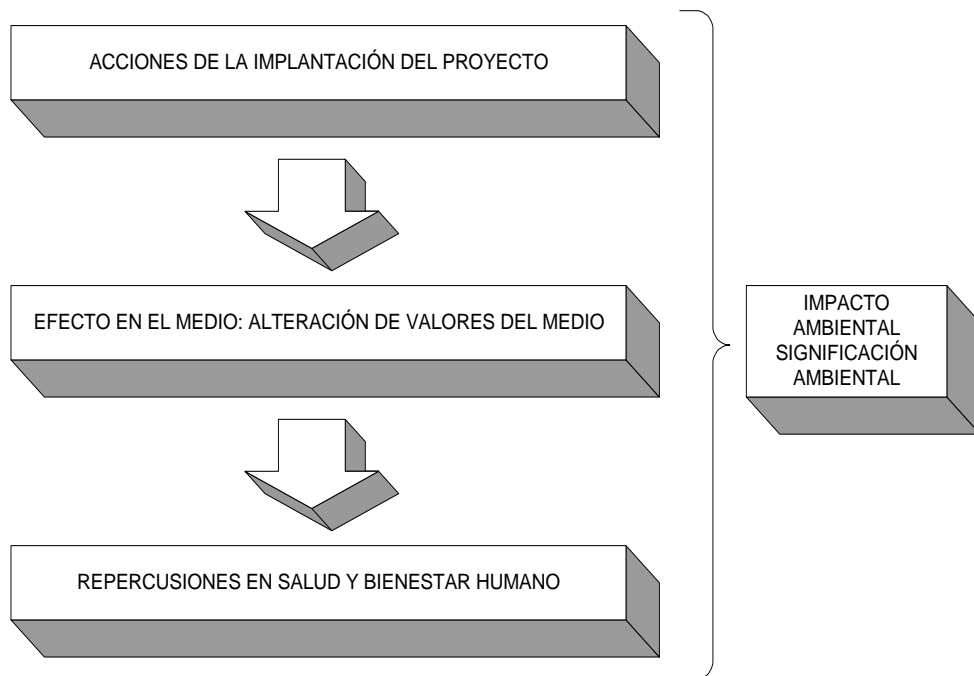 ACCIONES DE LA IMPLANTACIÓN DEL PROYECTO
EFECTO EN EL MEDIO: ALTERACIÓN DE VALORES DEL MEDIO
IMPACTO
AMBIENTAL
SIGNIFICACIÓN
AMBIENTAL
REPERCUSIONES EN SALUD Y BIENESTAR HUMANO